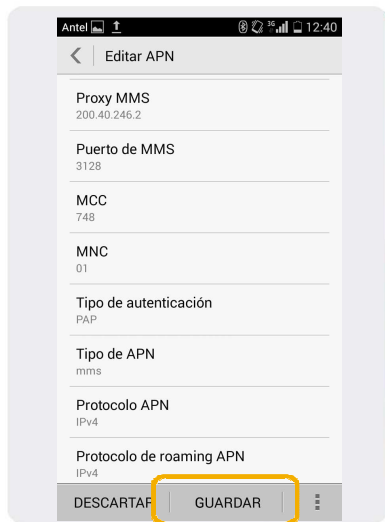 Antel 3G 12:40
Editar APN
Proxy MMS
200.40.246.2
Puerto de MMS
3128
MCC
748
MNC
01
Tipo de autenticación
PAP
Tipo de APN
mms
Protocolo APN
IPv4
Protocolo de roaming APN
IPv4
DESCARTAR GUARDAR